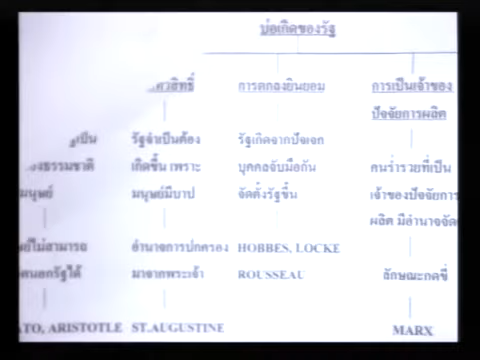 บ่อเกิดของรัฐ
การตกลงยินยอม
การเป็นเจ้าของ
ปัจจัยการผลิต
เป็น
ธรรมชาติ
มนุษย์
ไม่สามารถ
นอกรัฐได้
ARISTOTLE
รัฐจำเป็นต้อง
เกิดขึ้น เพราะ
มนุษย์มีบาป
อำนาจการปกครอง
มาจากพระเจ้า
ST.AUGUSTINE
รัฐเกิดจากปัจเจก
บุคคลจับมือกัน
จัดตั้งรัฐขึ้น
HOBBES, LOCKE
ROUSSEAU
คนร่ำรวยที่เป็น
เจ้าของปัจจัยการ
ผลิต มีอำนาจจัด
ลักษณะกดขี่
MARX